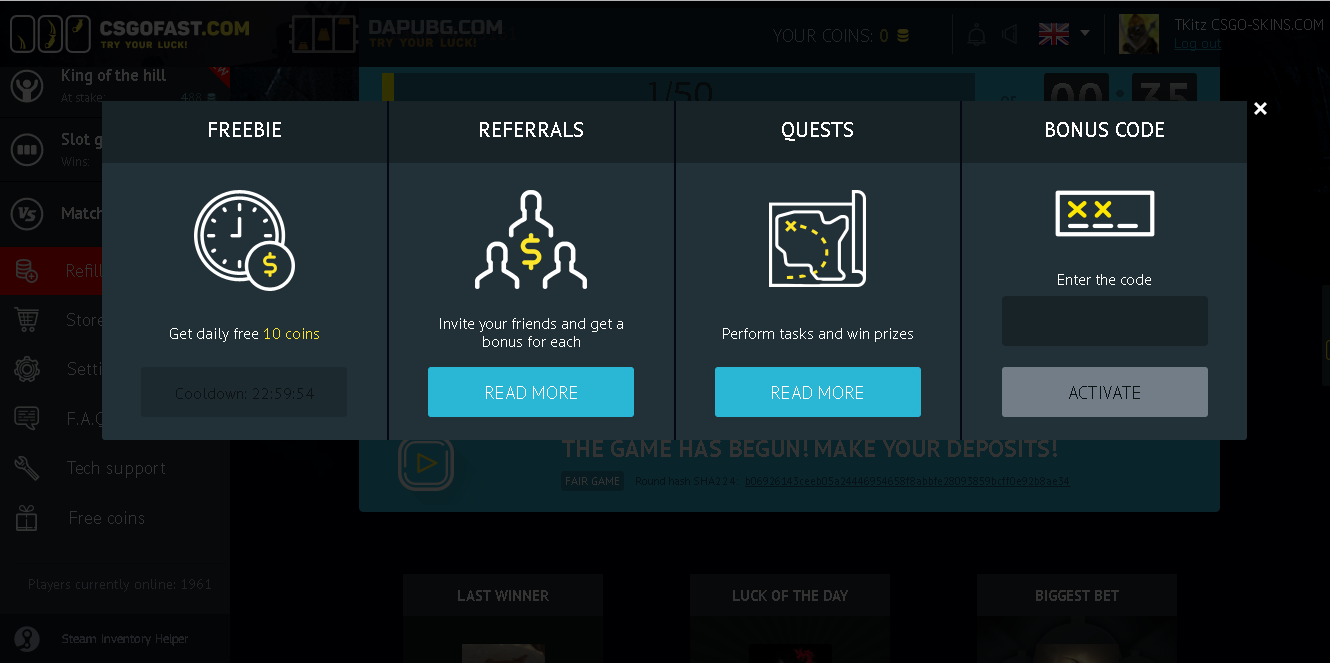 CSGOFAST.COM
TRY YOUR LUCK!
DAPUBG.COM
TRY YOUR LUCK!
YOUR COINS: 0
TKitz CSGO-SKINS.COM
Log out
King of the hill
At stake:
488
1/50
or
00:35
Slot g
Wins:
VS
Match
Refill
Store
Setti
F.A.Q
Tech support
Free coins
Players currently online: 1961
Steam Inventory Helper
FREEBIE
$
Get daily free 10 coins
Cooldown: 22:59:54
REFERRALS
$
Invite your friends and get a
bonus for each
READ MORE
QUESTS
Perform tasks and win prizes
READ MORE
BONUS CODE
Enter the code
ACTIVATE
THE GAME HAS BEGUN! MAKE YOUR DEPOSITS!
FAIR GAME
Round hash SHA224:
LAST WINNER
LUCK OF THE DAY
BIGGEST BET